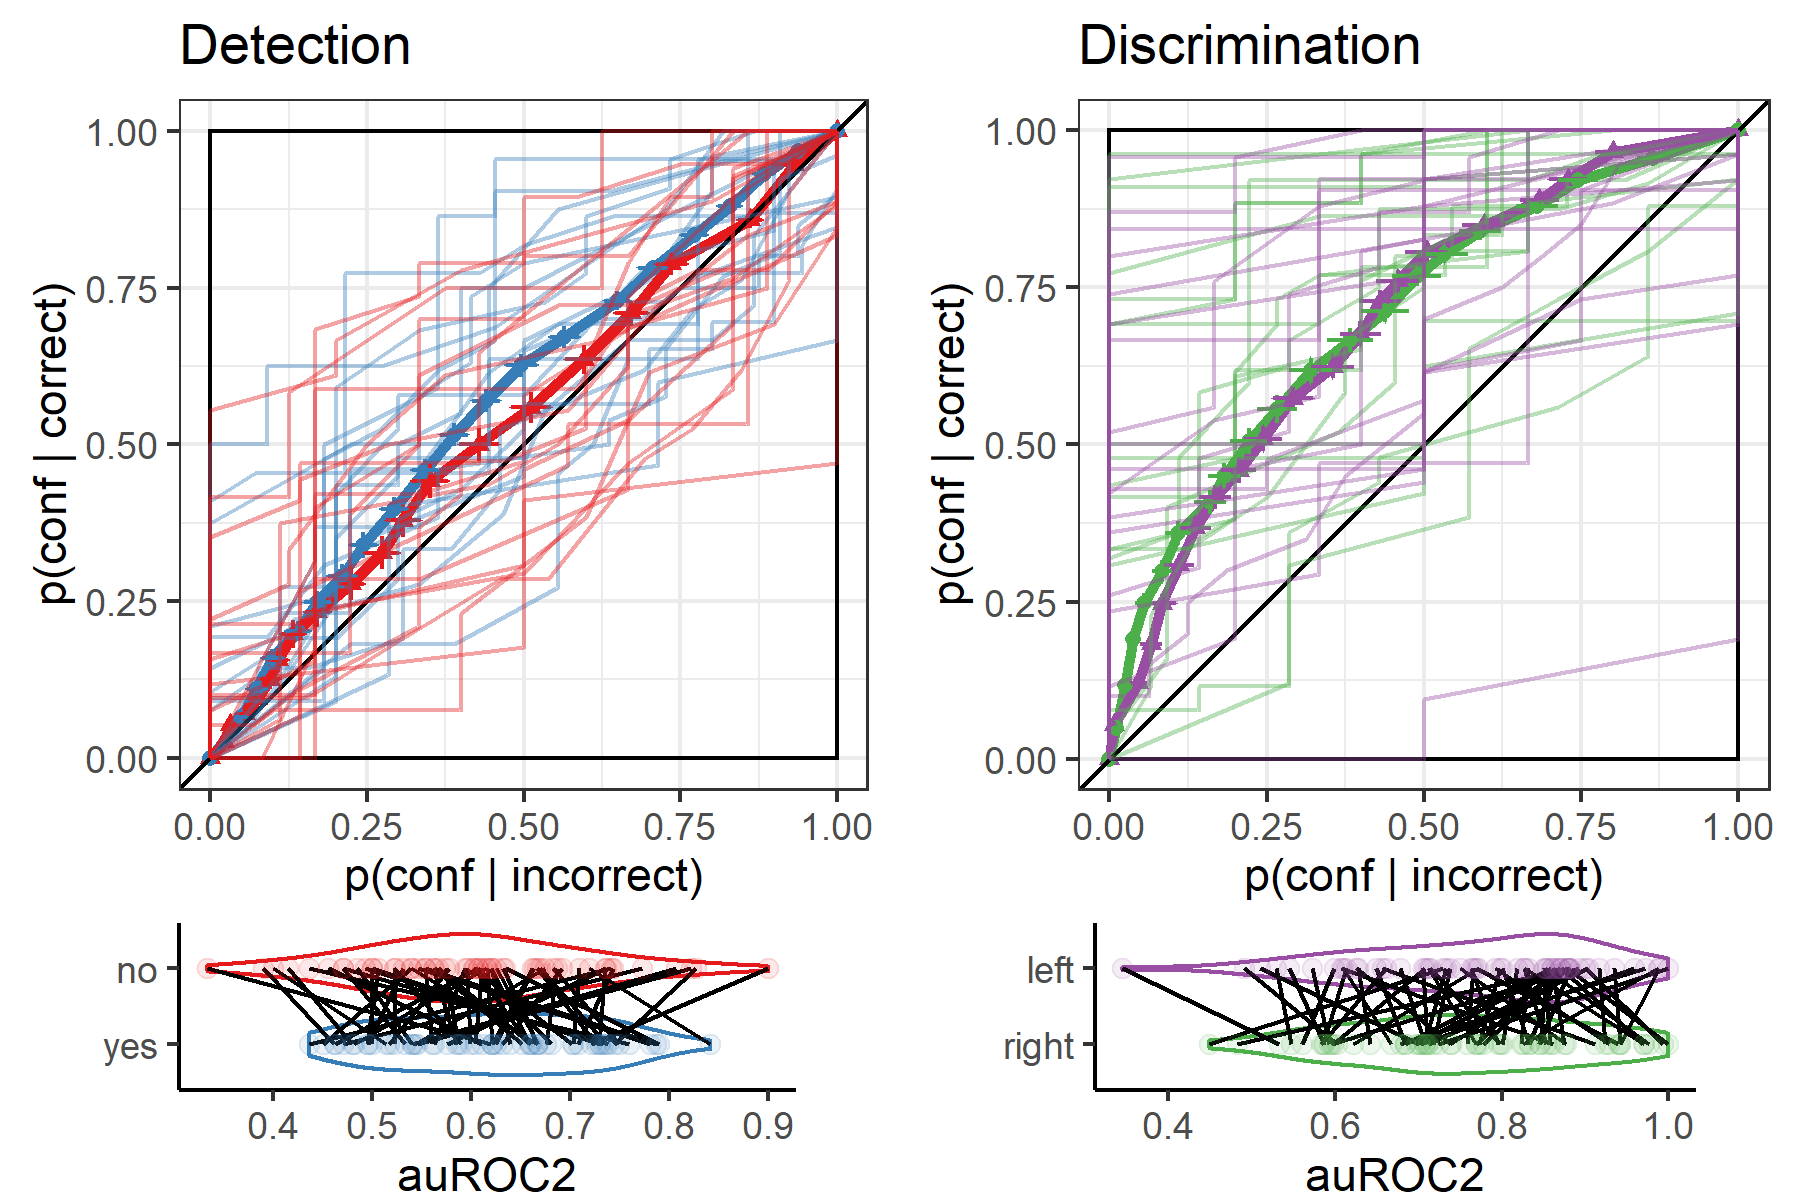 Detection
p(conf | correct)
1.00
0.75
0.50
0.25
0.00
0.00 0.25 0.50 0.75 1.00
p(conf | incorrect)
no
yes
0.4 0.5 0.6 0.7 0.8 0.9
auROC2
Discrimination
p(conf | correct)
1.00
0.75
0.50
0.25
0.00
0.00 0.25 0.50 0.75 1.00
p(conf | incorrect)
left
right
0.4 0.6 0.8 1.0
auROC2